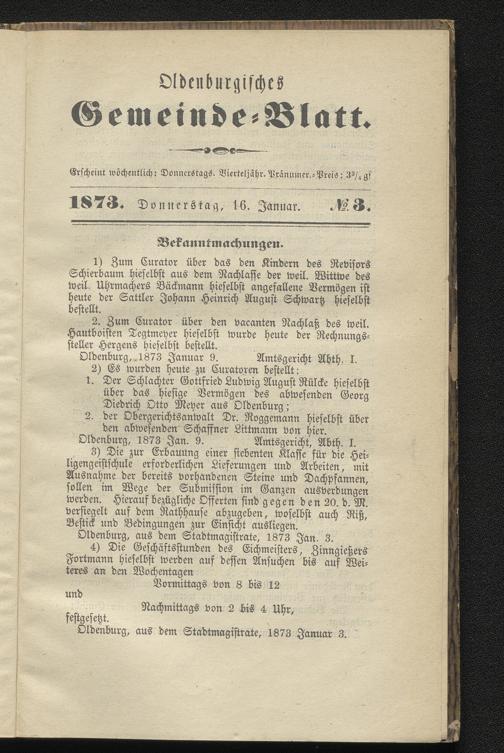 Oldenburgisches
Gemeinde-Blatt.
Erscheint wöchentlich: Donnerstags. Vierteljähr. Pränumer.-Preis: 3¾ gſ
1873. Donnerstag, 16. Januar. № 3.
Bekanntmachungen.
1) Zum Curator über das den Kindern des Revisors
Schierbaum hieselbst aus dem Nachlasse der weil. Wittwe des
weil. Uhrmachers Bäckmann hieselbst angefallene Vermögen ist
heute der Sattler Johann Heinrich August Schwartz hieselbst
bestellt.
2. Zum Curator über den vacanten Nachlaß des weil.
Hautboisten Tegtmeyer hieselbst wurde heute der Rechnungs-
steller Hergens hieselbst bestellt.
Oldenburg, 1873 Januar 9. Amtsgericht Abth. I.
2) Es wurden heute zu Curatoren bestellt:
1. Der Schlachter Gottfried Ludwig August Rülcke hieselbst
über das hiesige Vermögen des abwesenden Georg
Diedrich Otto Meyer aus Oldenburg;
2. der Obergerichtsanwalt Dr. Roggemann hieselbst über
den abwesenden Schaffner Littmann von hier.
Oldenburg, 1873 Jan. 9. Amtsgericht, Abth. I.
3) Die zur Erbauung einer siebenten Klasse für die Hei-
ligengeistschule erforderlichen Lieferungen und Arbeiten, mit
Ausnahme der bereits vorhandenen Steine und Dachpfannen,
sollen im Wege der Submission im Ganzen ausverdungen
werden. Hierauf bezügliche Offerten sind gegen den 20. d. M.
versiegelt auf dem Rathhause abzugeben, woselbst auch Riß,
Bestick und Bedingungen zur Einsicht ausliegen.
Oldenburg, aus dem Stadtmagistrate, 1873 Jan. 3.
4) Die Geschäftsstunden des Eichmeisters, Zinngießers
Fortmann hieselbst werden auf dessen Ansuchen bis auf Wei-
teres an den Wochentagen
Vormittags von 8 bis 12
und
Nachmittags von 2 bis 4 Uhr,
festgesetzt.
Oldenburg, aus dem Stadtmagistrate, 1873 Januar 3.